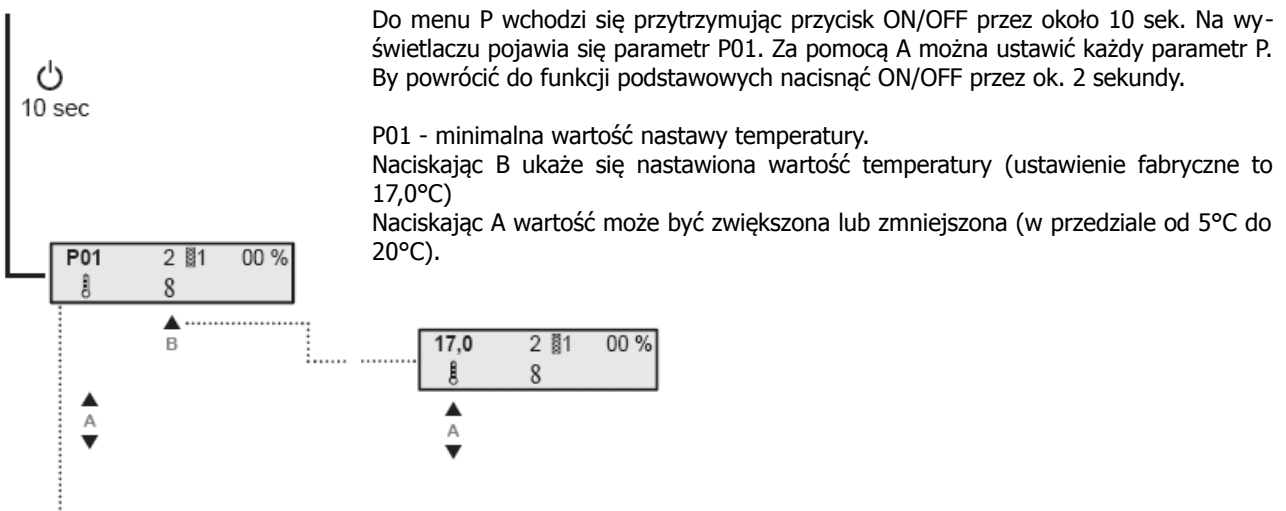 Do menu P wchodzi się przytrzymując przycisk ON/OFF przez około 10 sek. Na wy-
świetlaczu pojawia się parametr P01. Za pomocą A można ustawić każdy parametr P.
By powrócić do funkcji podstawowych nacisnąć ON/OFF przez ok. 2 sekundy.
10 sec
P01 - minimalna wartość nastawy temperatury.
Naciskając B ukaże się nastawiona wartość temperatury (ustawienie fabryczne to
17,0°C)
Naciskając A wartość może być zwiększona lub zmniejszona (w przedziale od 5°C do
20°C).
P01 2 1 00 %
8
B
17,0 2 1 00 %
8
A
A